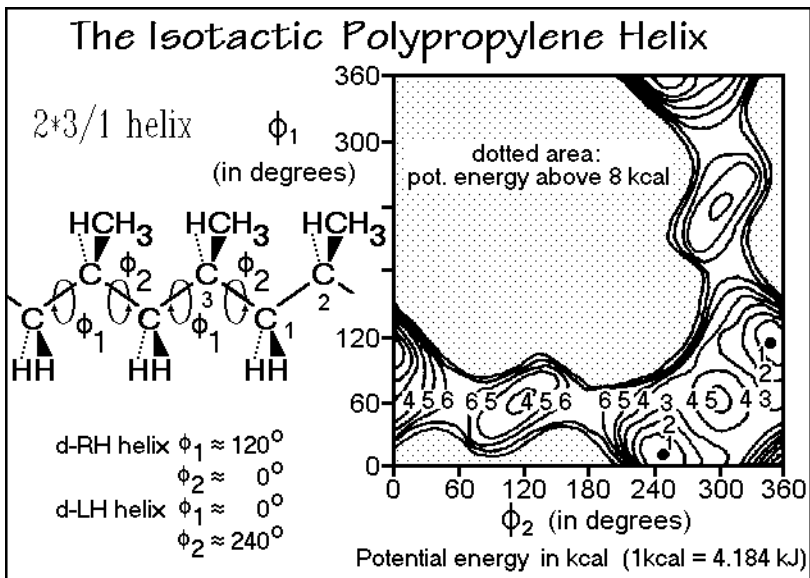 The Isotactic Polypropylene Helix
2*3/1 helix
ϕ1
(in degrees)
360
300
120
60
0
dotted area:
pot. energy above 8 kcal
HCH3 HCH3 HCH3
C ϕ2 C ϕ2 C
3 2
C ϕ1 C ϕ1 C 1
HH HH HH
1
2
4 5 6 6 5 4 5 6 6 5 4 3 4 5 4 3
2
1
0 60 120 180 240 300 360
ϕ2 (in degrees)
d-RH helix ϕ1 ≈ 120°
ϕ2 ≈ 0°
d-LH helix ϕ1 ≈ 0°
ϕ2 ≈ 240°
Potential energy in kcal (1kcal = 4.184 kJ)